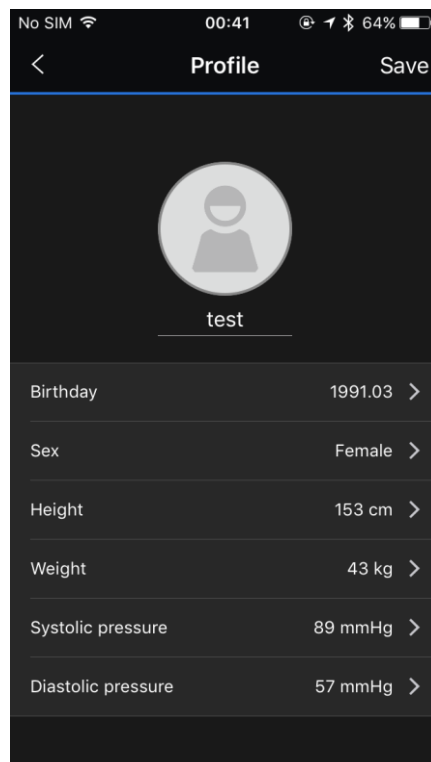 No SIM 00:41 64%
Profile Save
test
Birthday 1991.03
Sex Female
Height 153 cm
Weight 43 kg
Systolic pressure 89 mmHg
Diastolic pressure 57 mmHg